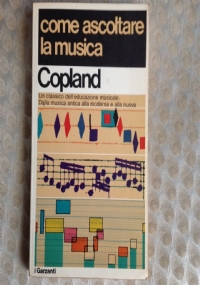 come ascoltare
la musica
Copland
Un classico dell'educazione musicale.
Dalla musica antica alla moderna e alla nuova
i Garzanti